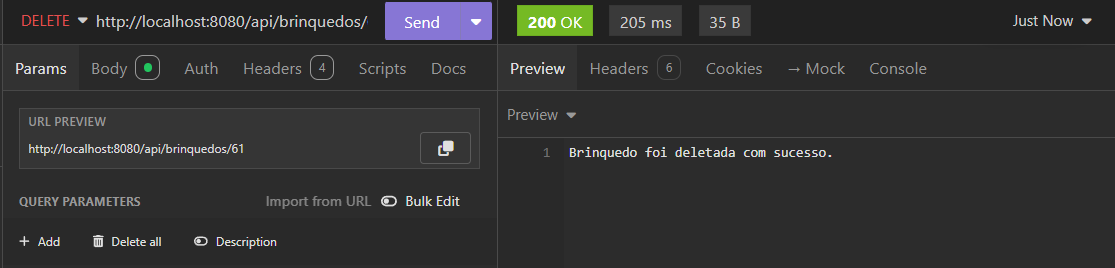 DELETE http://localhost:8080/api/brinquedos/ Send 200 OK 205 ms 35 B Just Now
Params Body Auth Headers 4 Scripts Docs
URL PREVIEW
http://localhost:8080/api/brinquedos/61
QUERY PARAMETERS Import from URL Bulk Edit
+ Add Delete all Description
Preview Headers 6 Cookies → Mock Console
Preview
1 Brinquedo foi deletada com sucesso.